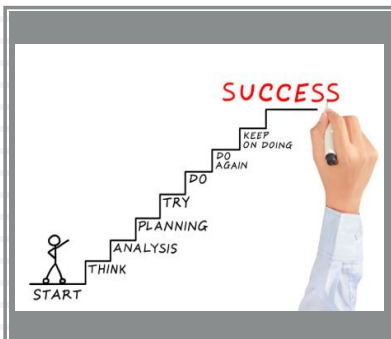 SUCCESS
KEEP
ON DOING
DO
AGAIN
DO
TRY
PLANNING
ANALYSIS
THINK
START